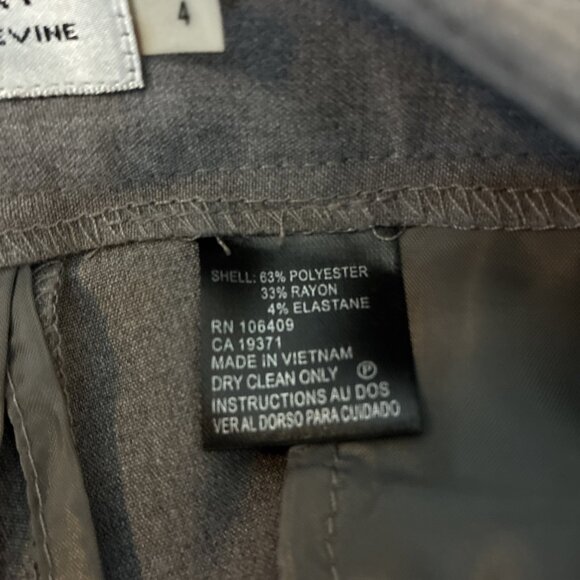 EVINE
4
SHELL: 63% POLYESTER
33% RAYON
4% ELASTANE
RN 106409
CA 19371
MADE IN VIETNAM
DRY CLEAN ONLY Ⓟ
INSTRUCTIONS AU DOS
VER AL DORSO PARA CUIDADO